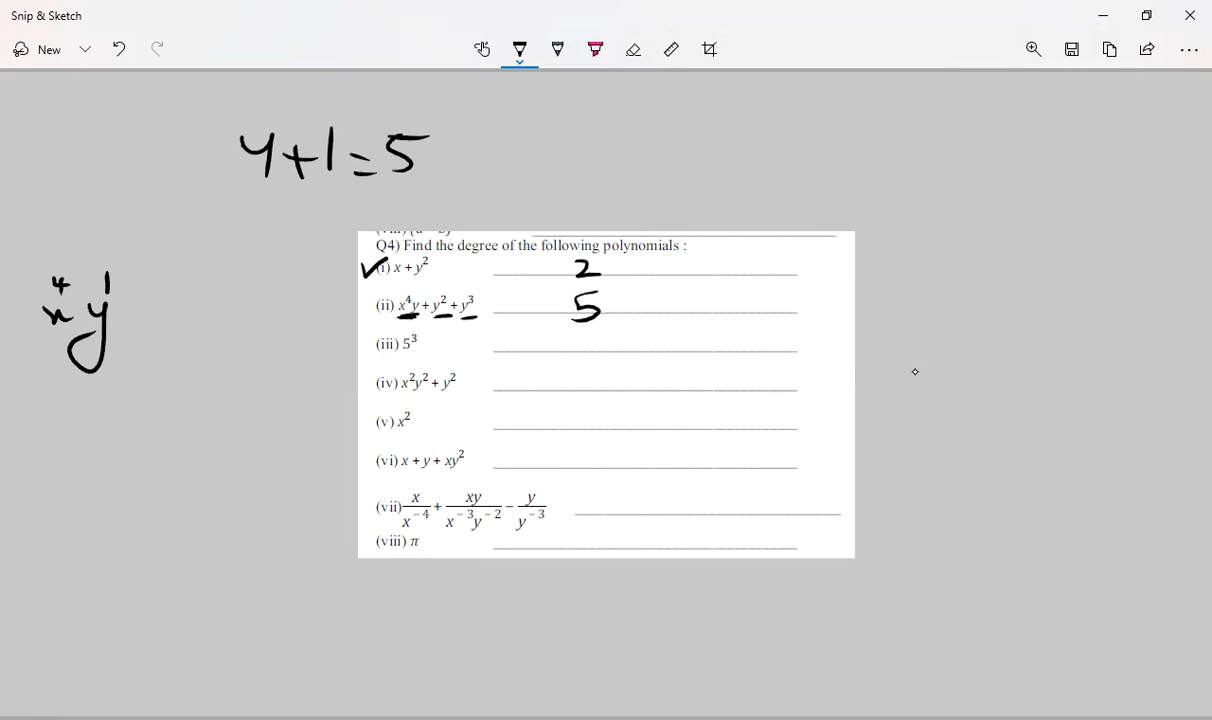 Snip & Sketch
New
4+1=5
x⁴y¹
Q4) Find the degree of the following polynomials :
(i) x + y² 2
(ii) x⁴y + y² + y³ 5
(iii) 5³
(iv) x²y² + y²
(v) x²
(vi) x + y + xy²
(vii) x/x⁻⁴ + xy/x⁻³y⁻² − y/y⁻³
(viii) π